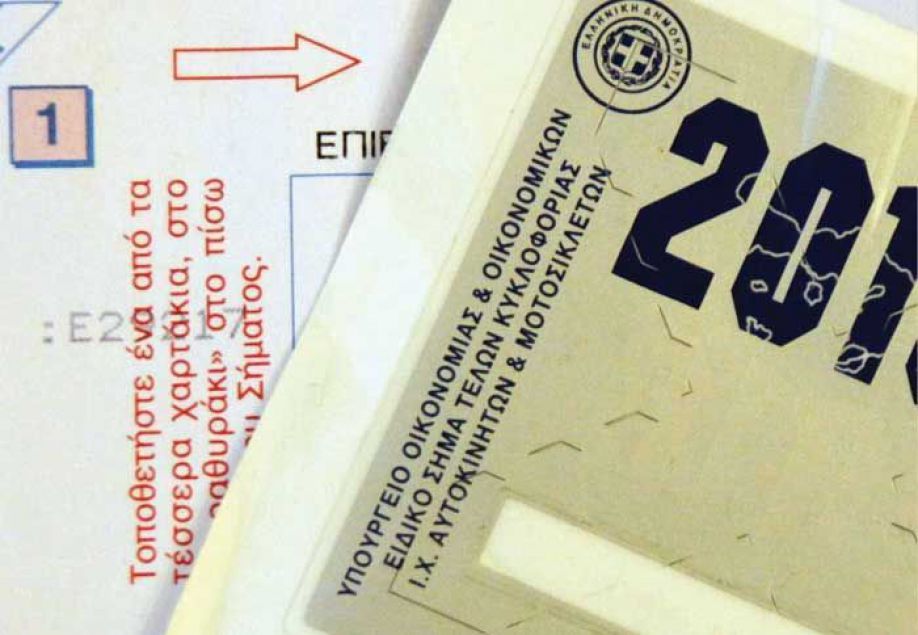 1
ΕΠΙ
Τοποθετήστε ένα από τα
τέσσερα χαρτάκια, στο
στο πίσω
Σήματος.
ΕΛΛΗΝΙΚΗ ΔΗΜΟΚΡΑΤΙΑ
201
ΥΠΟΥΡΓΕΙΟ ΟΙΚΟΝΟΜΙΑΣ & ΟΙΚΟΝΟΜΙΚΩΝ
ΕΙΔΙΚΟ ΣΗΜΑ ΤΕΛΩΝ ΚΥΚΛΟΦΟΡΙΑΣ
Ι.Χ. ΑΥΤΟΚΙΝΗΤΩΝ & ΜΟΤΟΣΙΚΛΕΤΩΝ